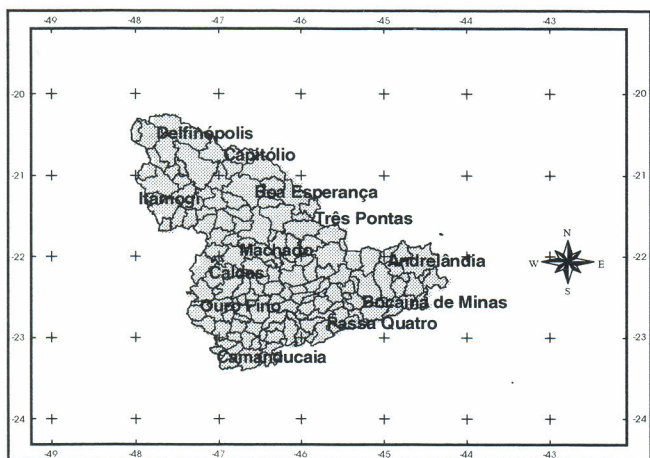 -49 -48 -47 -46 -45 -44 -43
-20 -20
Delfinópolis
Capitólio
-21 -21
Boa Esperança
Itamogi
Três Pontas
Machado
N
-22 Andrelândia W E -22
Caldas
S
Ouro Fino Bocaina de Minas
Passa Quatro
-23 -23
Camanducaia
-24 -24
-49 -48 -47 -46 -45 -44 -43